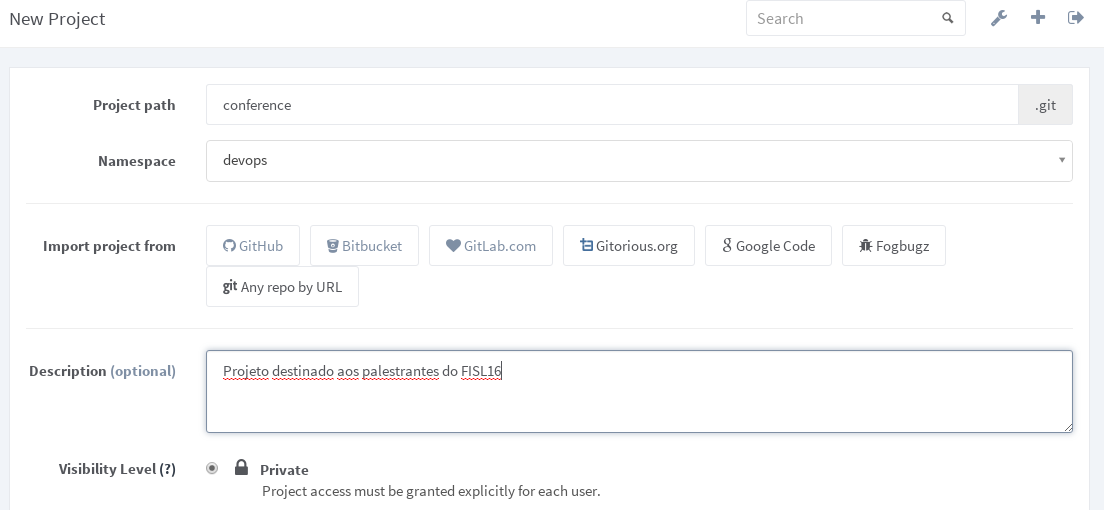 New Project
Search
Project path
conference
.git
Namespace
devops
Import project from
GitHub
Bitbucket
GitLab.com
Gitorious.org
Google Code
Fogbugz
git Any repo by URL
Description (optional)
Projeto destinado aos palestrantes do FISL16
Visibility Level (?)
Private
Project access must be granted explicitly for each user.